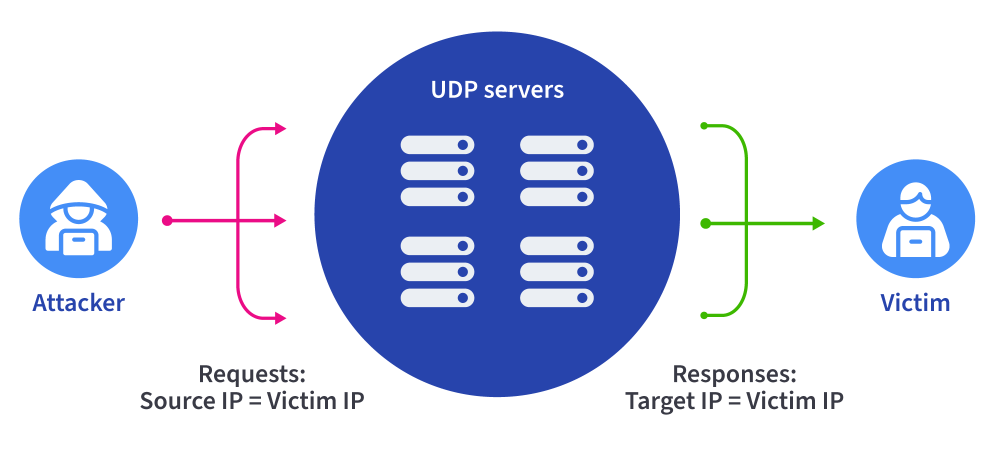 UDP servers
Attacker
Victim
Requests:
Source IP = Victim IP
Responses:
Target IP = Victim IP